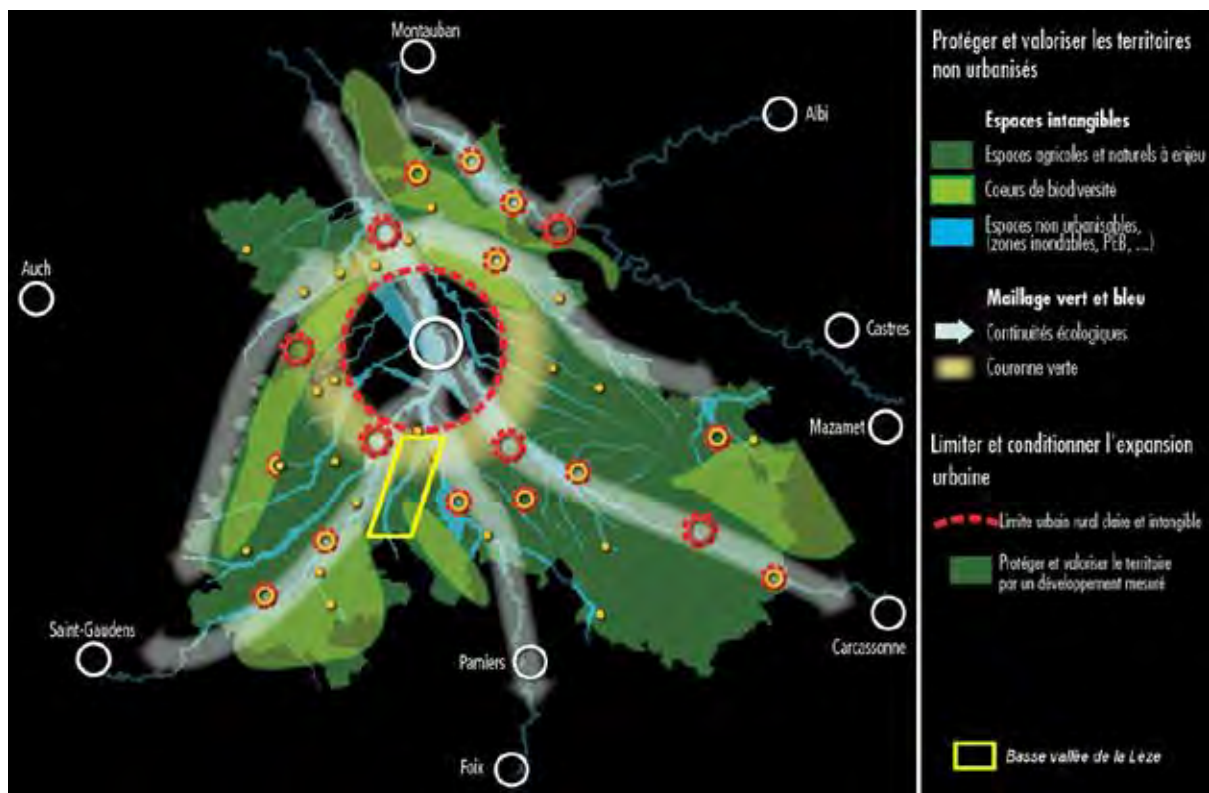 Montauban
Albi
Auch
Castres
Mazamet
Saint-Gaudens
Pamiers
Carcassonne
Foix
Protéger et valoriser les territoires
non urbanisés
Espaces intangibles
Espaces agricoles et naturels à enjeu
Coeurs de biodiversité
Espaces non urbanisables,
(zones inondables, PEB, ...)
Maillage vert et bleu
Continuités écologiques
Couronne verte
Limiter et conditionner l'expansion
urbaine
Limite urbain rural claire et intangible
Protéger et valoriser le territoire
par un développement mesuré
Basse vallée de la Lèze